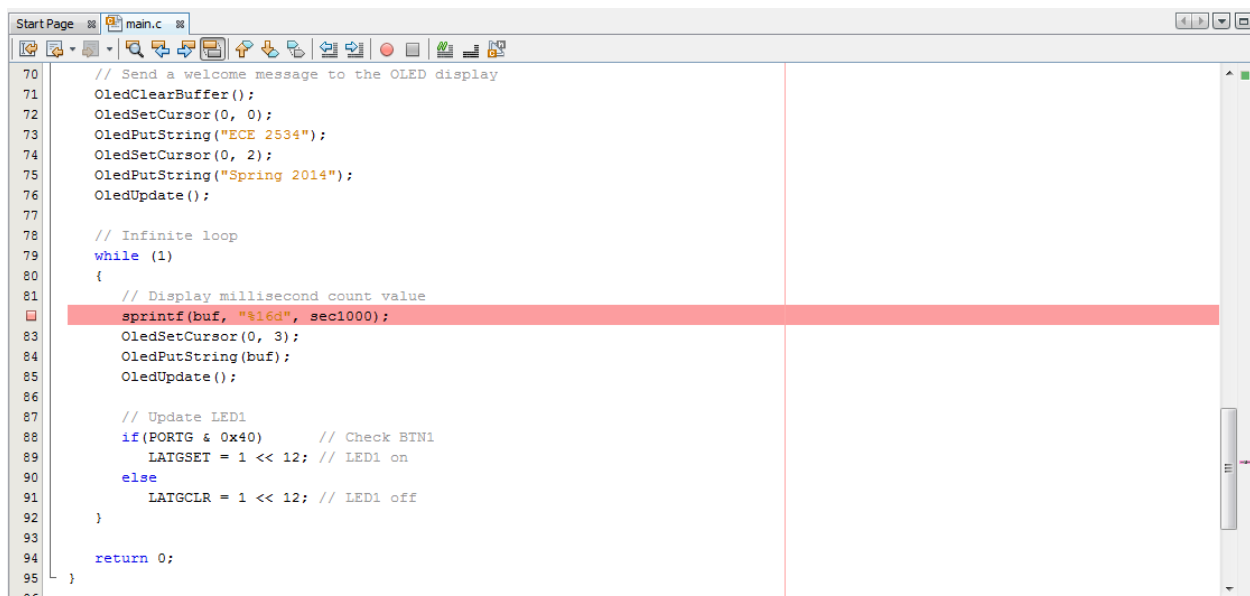 Start Page main.c
70 // Send a welcome message to the OLED display
71 OledClearBuffer();
72 OledSetCursor(0, 0);
73 OledPutString("ECE 2534");
74 OledSetCursor(0, 2);
75 OledPutString("Spring 2014");
76 OledUpdate();
77
78 // Infinite loop
79 while (1)
80 {
81 // Display millisecond count value
sprintf(buf, "%16d", sec1000);
83 OledSetCursor(0, 3);
84 OledPutString(buf);
85 OledUpdate();
86
87 // Update LED1
88 if(PORTG & 0x40) // Check BTN1
89 LATGSET = 1 << 12; // LED1 on
90 else
91 LATGCLR = 1 << 12; // LED1 off
92 }
93
94 return 0;
95 }